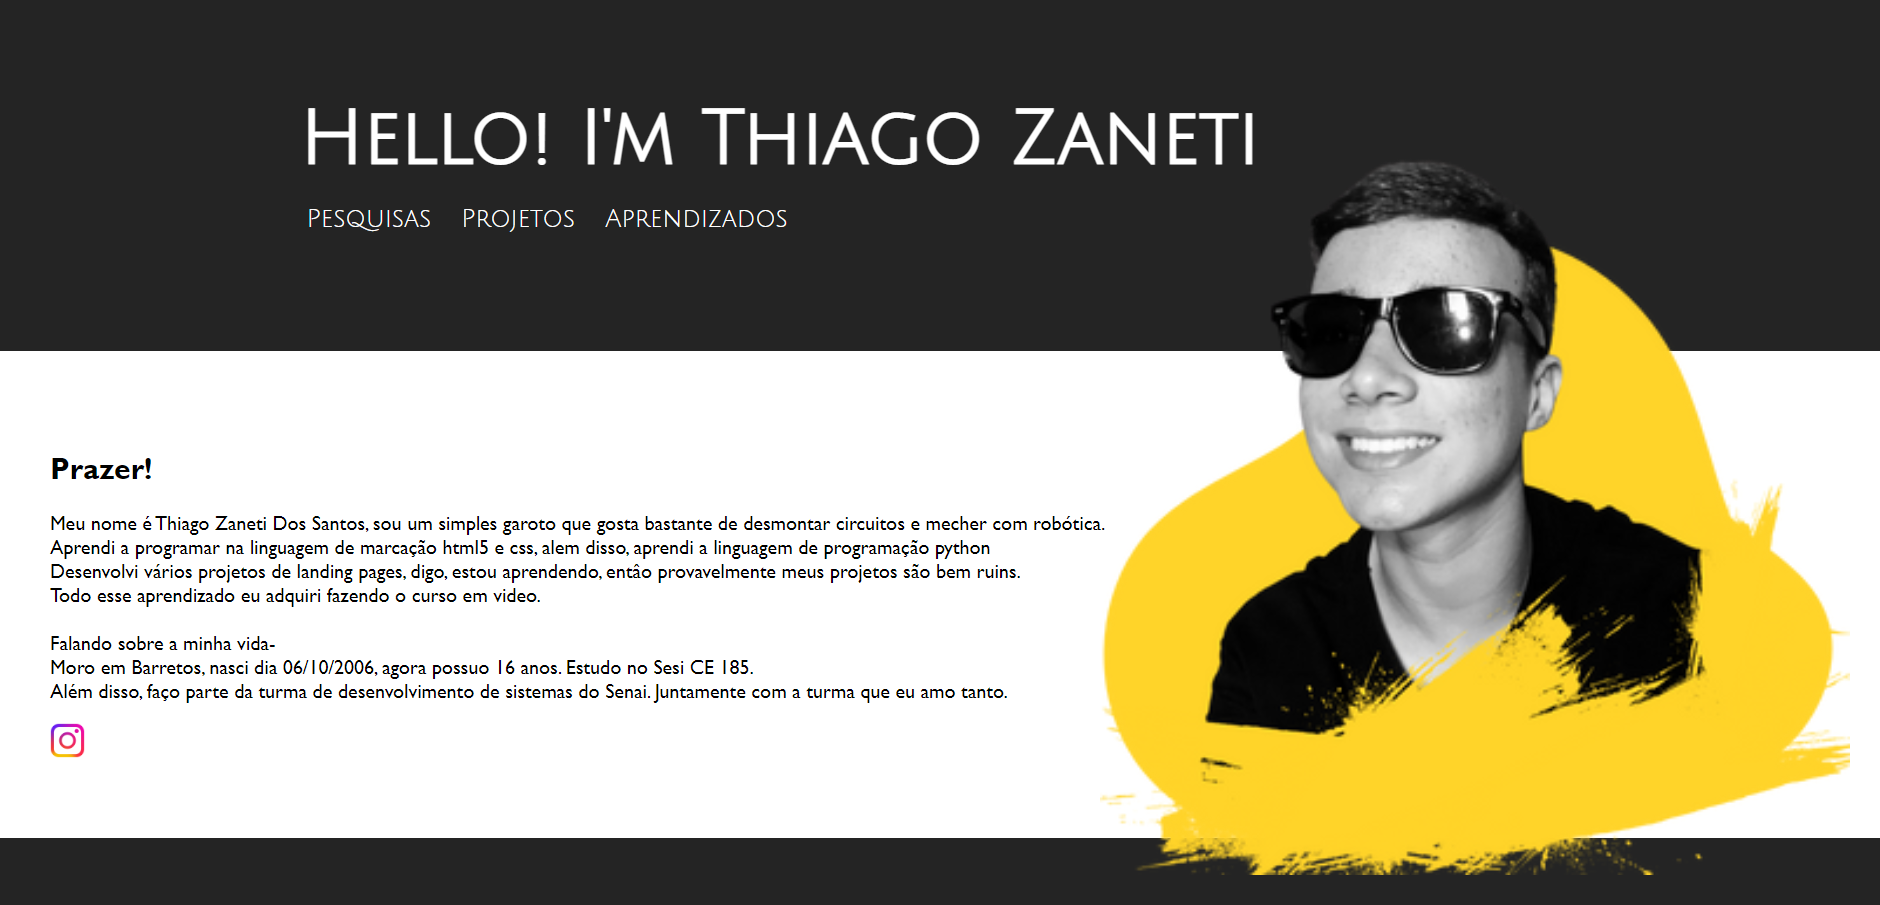 Hello! I'm Thiago Zaneti
Pesquisas Projetos Aprendizados
Prazer!
Meu nome é Thiago Zaneti Dos Santos, sou um simples garoto que gosta bastante de desmontar circuitos e mecher com robótica.
Aprendi a programar na linguagem de marcação html5 e css, alem disso, aprendi a linguagem de programação python
Desenvolvi vários projetos de landing pages, digo, estou aprendendo, entâo provavelmente meus projetos são bem ruins.
Todo esse aprendizado eu adquiri fazendo o curso em video.
Falando sobre a minha vida-
Moro em Barretos, nasci dia 06/10/2006, agora possuo 16 anos. Estudo no Sesi CE 185.
Além disso, faço parte da turma de desenvolvimento de sistemas do Senai. Juntamente com a turma que eu amo tanto.